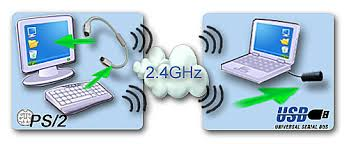 2.4GHz
PS/2
USB
UNIVERSAL SERIAL BUS